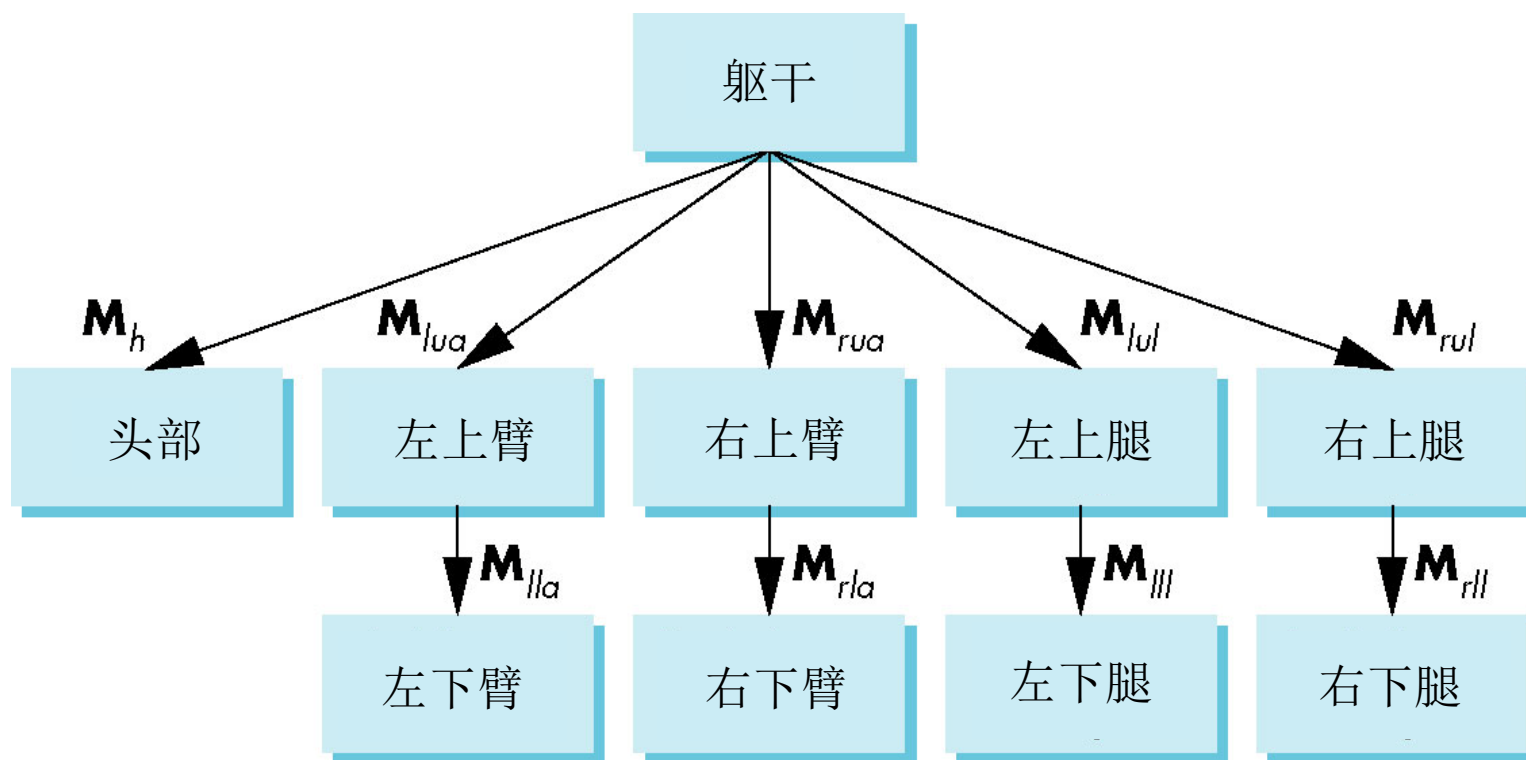 躯干
M_h M_lua M_rua M_lul M_rul
头部 左上臂 右上臂 左上腿 右上腿
M_lla M_rla M_lll M_rll
左下臂 右下臂 左下腿 右下腿